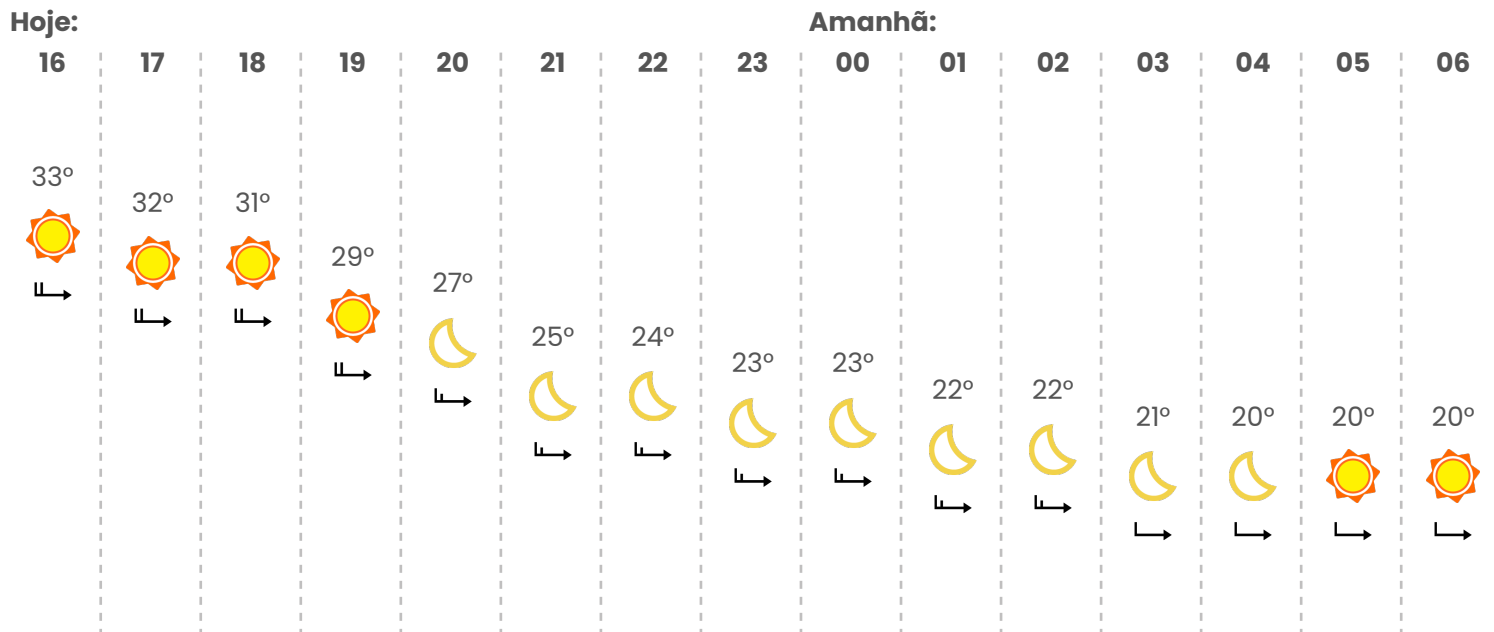 Hoje: Amanhã:
16 17 18 19 20 21 22 23 00 01 02 03 04 05 06
33º
32º 31º
29º
27º
25º 24º
23º 23º
22º 22º
21º 20º 20º 20º